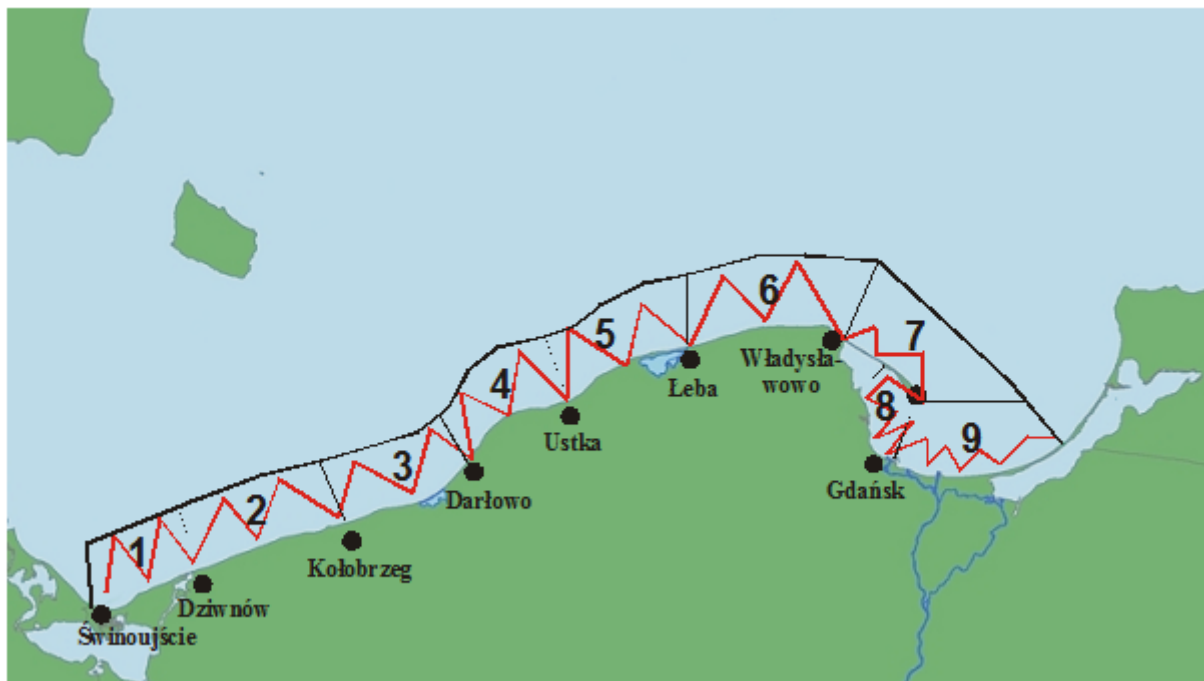 6
7
5
Władysła-
wowo
Łeba
4
8
Ustka
9
3
Gdańsk
Darłowo
2
1
Kołobrzeg
Dziwnów
Świnoujście